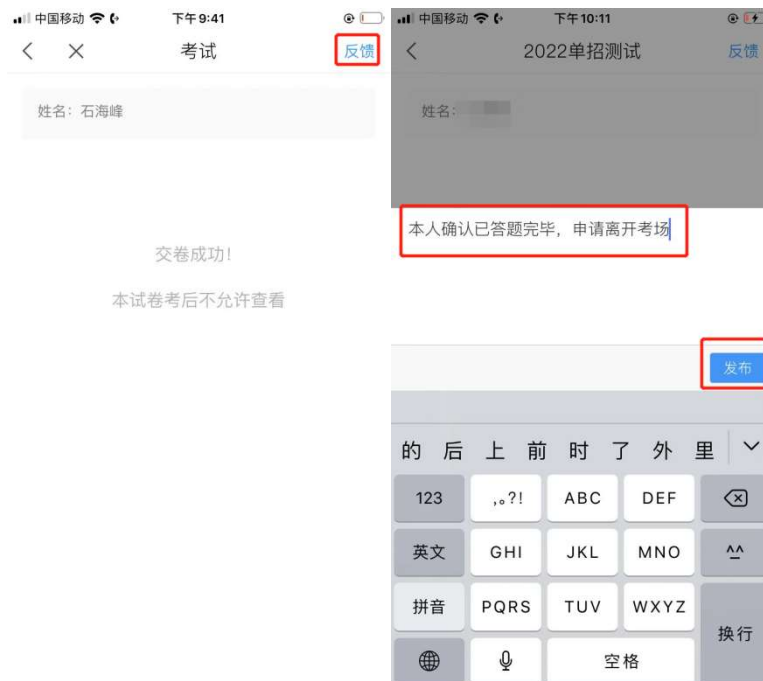 中国移动
下午9:41
考试
反馈
姓名：石海峰
交卷成功！
本试卷考后不允许查看
中国移动
下午10:11
2022单招测试
反馈
姓名：
本人确认已答题完毕，申请离开考场
发布
的 后 上 前 时 了 外 里
123 ,。?! ABC DEF
英文 GHI JKL MNO ^^
拼音 PQRS TUV WXYZ
换行
空格